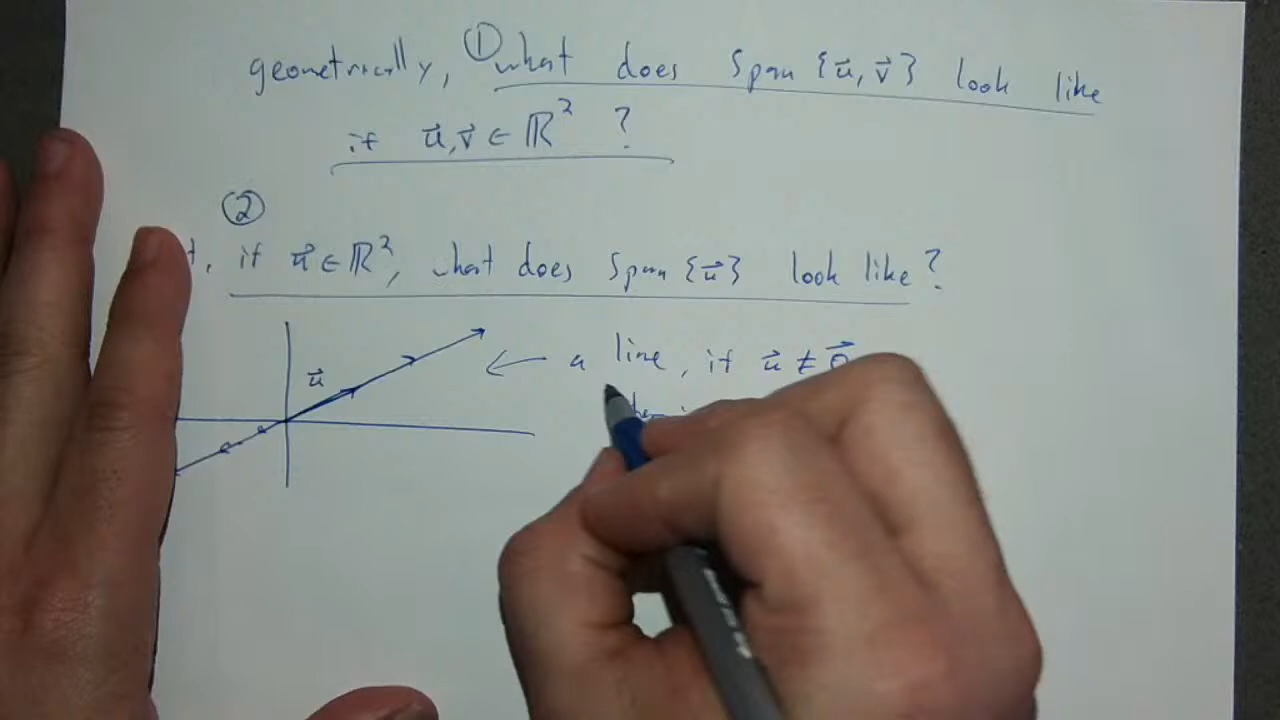 geometrically, ① what does Span {u⃗, v⃗} look like
if u⃗, v⃗ ∈ ℝ² ?
②
if u⃗ ∈ ℝ², what does Span {u⃗} look like?
u⃗
a line, if u⃗ ≠ 0⃗